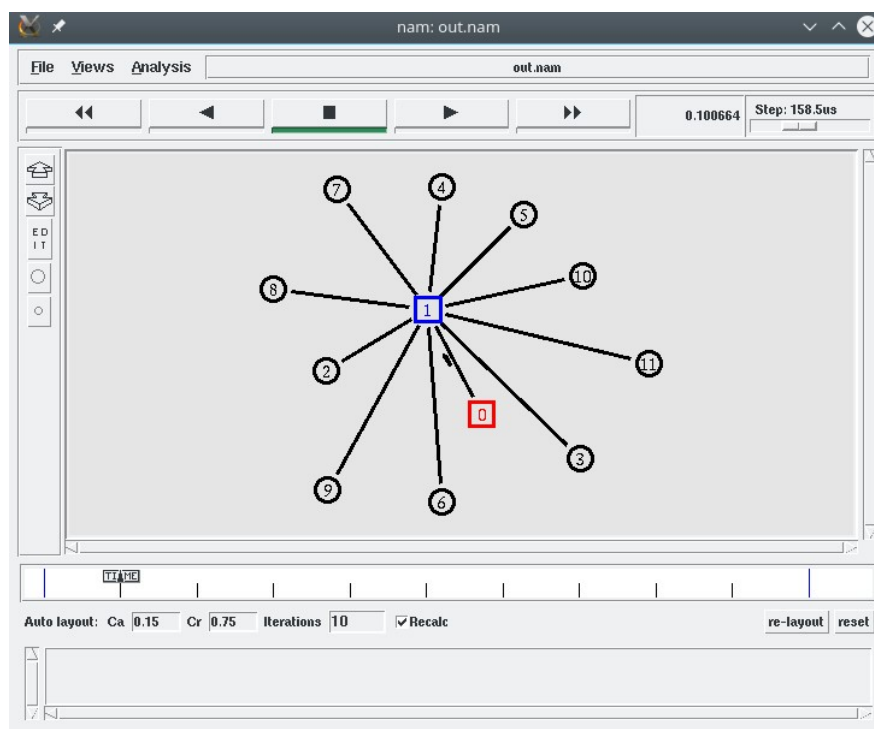 nam: out.nam
File Views Analysis out.nam
0.100664 Step: 158.5us
ED
IT
7 4
5
10
8
1
2 11
0
3
9 6
TIME
Auto layout: Ca 0.15 Cr 0.75 Iterations 10 Recalc re-layout reset